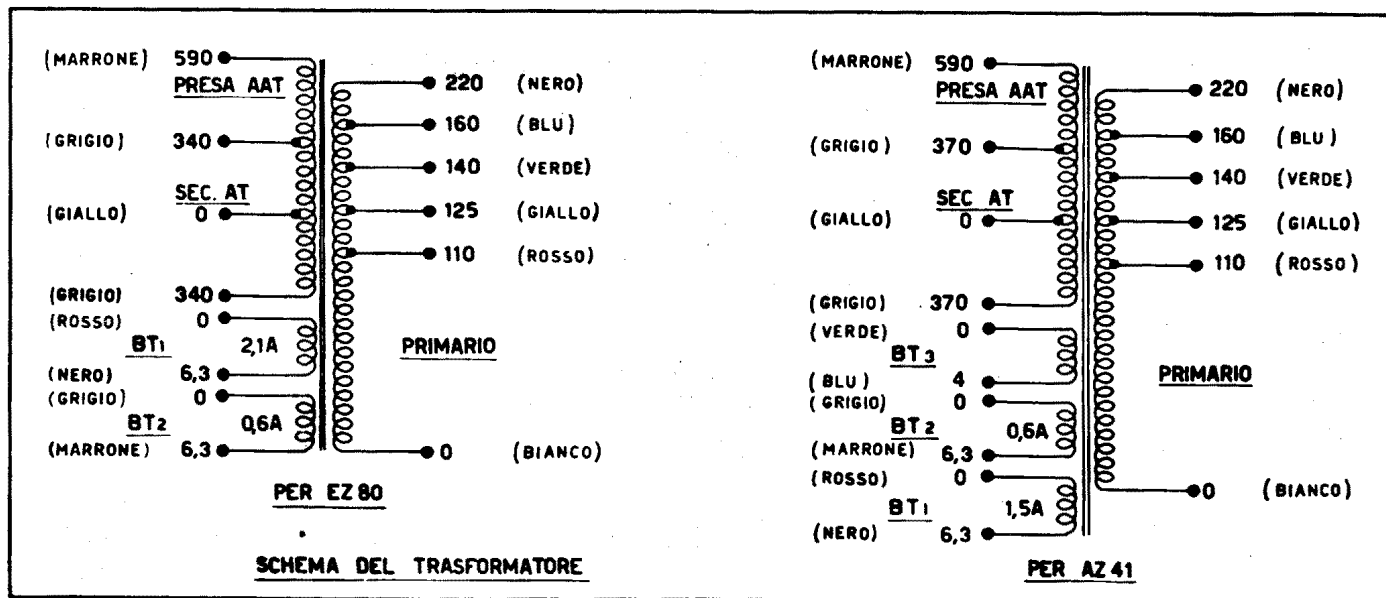 (MARRONE) 590
PRESA AAT
(GRIGIO) 340
SEC. AT
(GIALLO) 0
(GRIGIO) 340
(ROSSO) 0
BT1 2,1A
(NERO) 6,3
(GRIGIO) 0
BT2 0,6A
(MARRONE) 6,3
220 (NERO)
160 (BLU)
140 (VERDE)
125 (GIALLO)
110 (ROSSO)
PRIMARIO
0 (BIANCO)
PER EZ 80
SCHEMA DEL TRASFORMATORE
(MARRONE) 590
PRESA AAT
(GRIGIO) 370
SEC AT
(GIALLO) 0
(GRIGIO) 370
(VERDE) 0
BT3
(BLU) 4
(GRIGIO) 0
BT2 0,6A
(MARRONE) 6,3
(ROSSO) 0
BT1 1,5A
(NERO) 6,3
220 (NERO)
160 (BLU)
140 (VERDE)
125 (GIALLO)
110 (ROSSO)
PRIMARIO
0 (BIANCO)
PER AZ 41